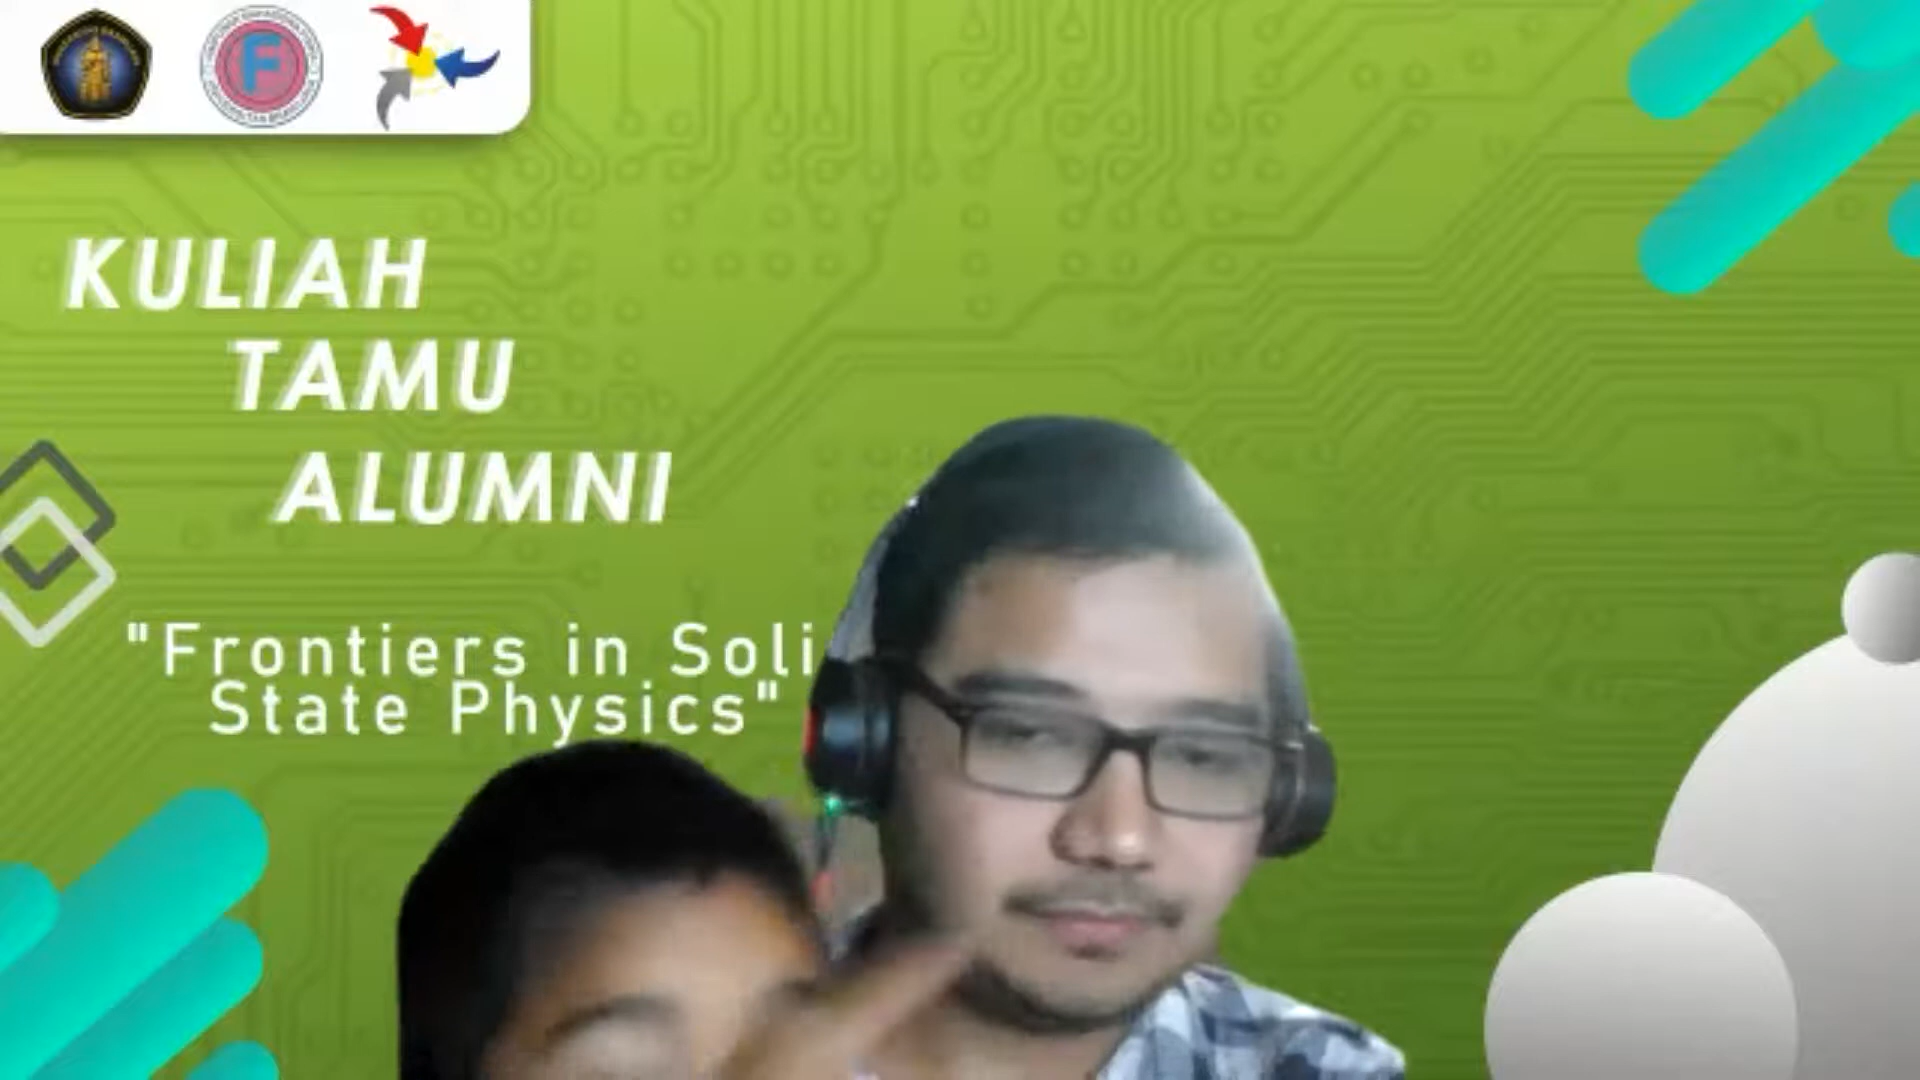 KULIAH
TAMU
ALUMNI
"Frontiers in Soli
State Physics"
F